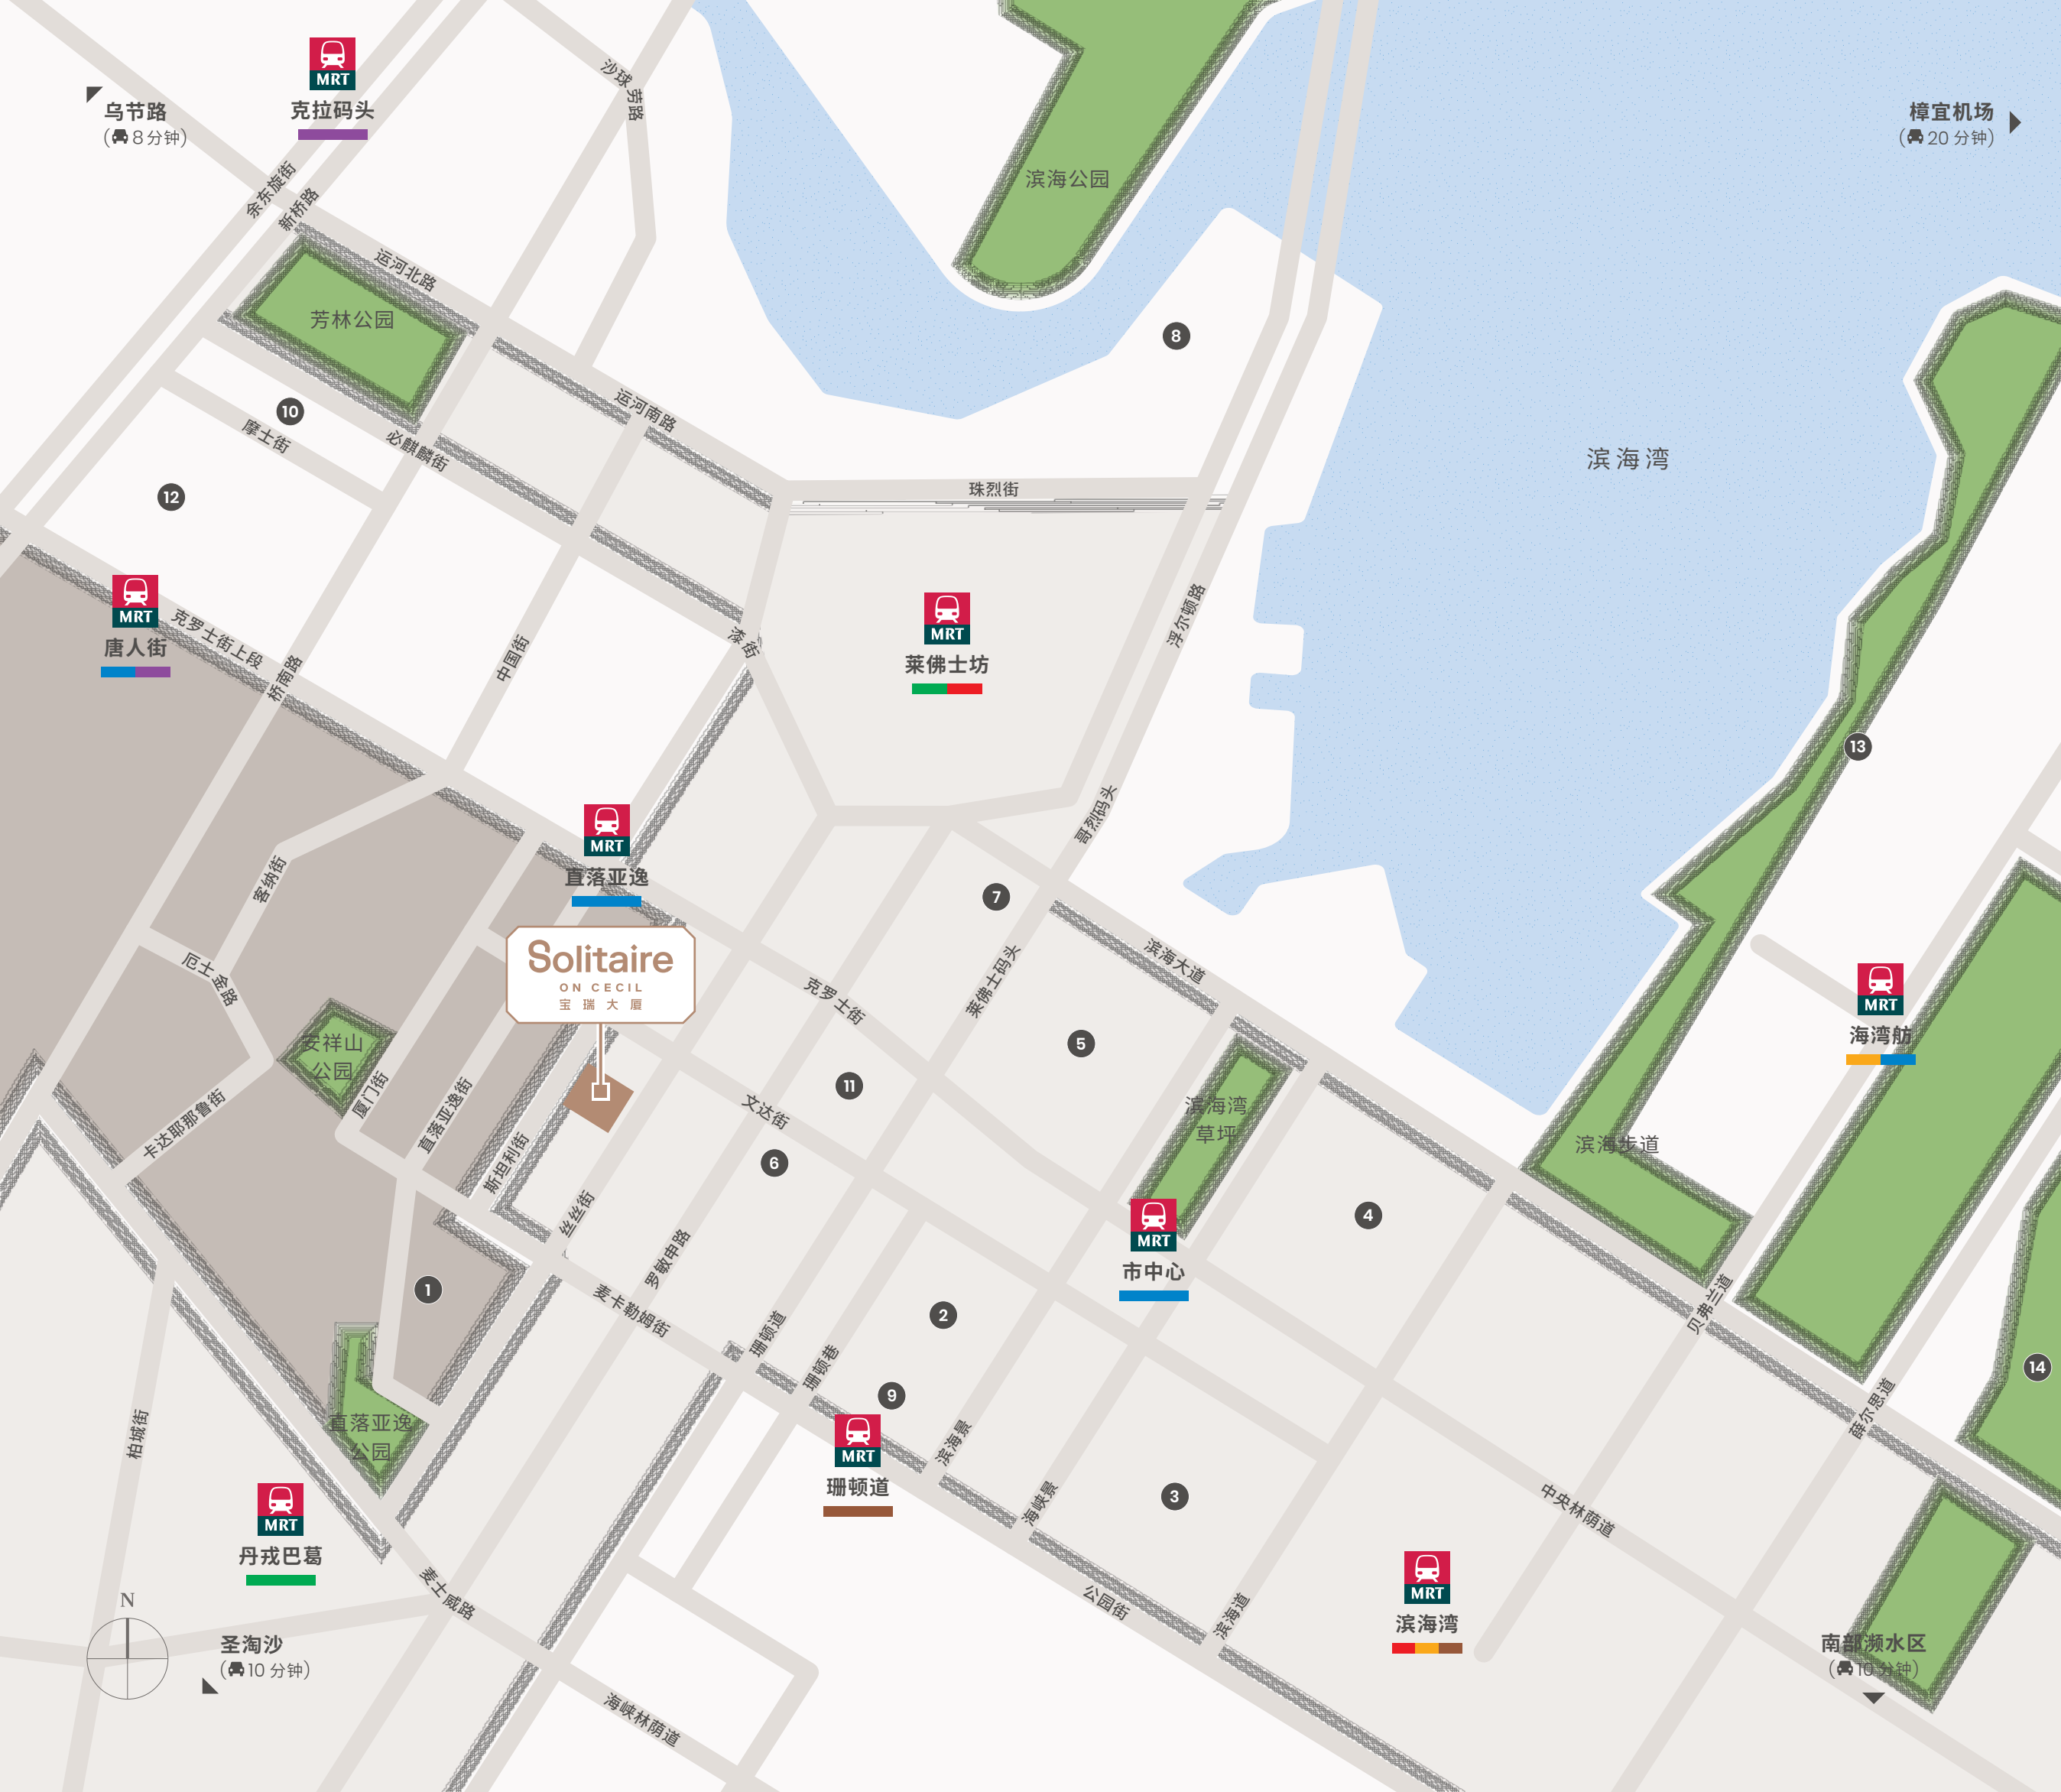 MRT
克拉码头
乌节路
(8 分钟)
沙球劳路
樟宜机场
(20 分钟)
余东旋街
新桥路
滨海公园
运河北路
芳林公园
8
10
运河南路
摩士街
必麒麟街
滨海湾
12
珠烈街
MRT
唐人街
克罗士街上段
桥南路
中国街
漆街
MRT
莱佛士坊
浮尔顿路
13
MRT
直落亚逸
哥烈码头
客纳街
7
Solitaire
ON CECIL
宝瑞大厦
厄士金路
克罗士街
莱佛士码头
滨海大道
MRT
海湾舫
安祥山
公园
5
厦门街
直落亚逸街
卡达耶那鲁街
11
文达街
滨海湾
草坪
滨海步道
斯坦利街
6
丝丝街
罗敏申路
4
MRT
市中心
1
麦卡勒姆街
珊顿道
2
贝弗兰道
珊顿巷
9
14
薛尔思道
直落亚逸
公园
柏城街
MRT
珊顿道
滨海景
海峡景
3
中央林荫道
MRT
丹戎巴葛
麦士威路
公园街
滨海道
MRT
滨海湾
N
圣淘沙
(10 分钟)
南部濒水区
(10 分钟)
海峡林荫道